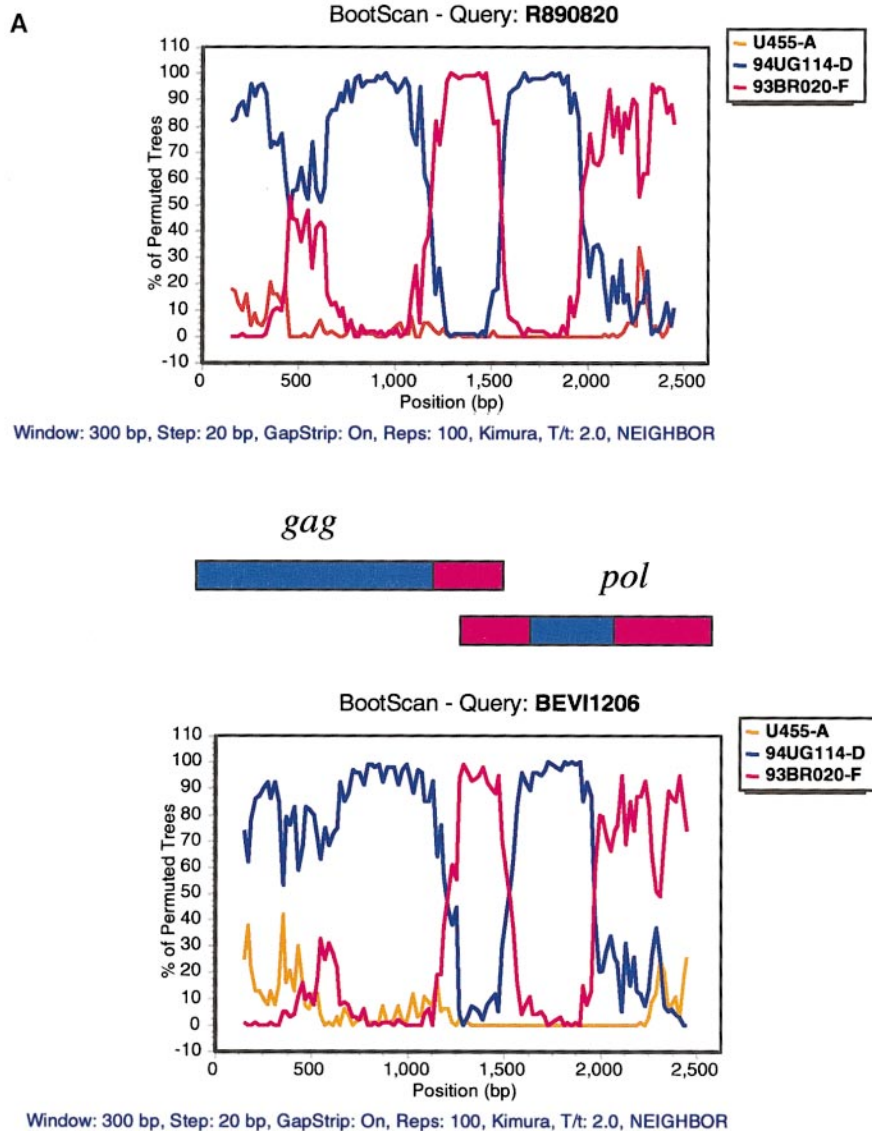 A
BootScan - Query: R890820
U455-A
94UG114-D
93BR020-F
% of Permuted Trees
110
100
90
80
70
60
50
40
30
20
10
0
-10
0 500 1,000 1,500 2,000 2,500
Position (bp)
Window: 300 bp, Step: 20 bp, GapStrip: On, Reps: 100, Kimura, T/t: 2.0, NEIGHBOR
gag
pol
BootScan - Query: BEVI1206
U455-A
94UG114-D
93BR020-F
% of Permuted Trees
110
100
90
80
70
60
50
40
30
20
10
0
-10
0 500 1,000 1,500 2,000 2,500
Position (bp)
Window: 300 bp, Step: 20 bp, GapStrip: On, Reps: 100, Kimura, T/t: 2.0, NEIGHBOR